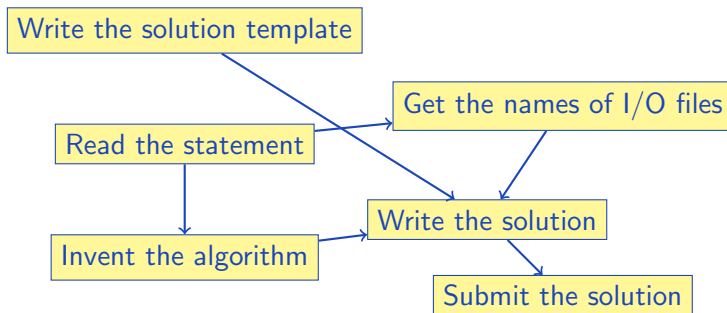 Write the solution template
Get the names of I/O files
Read the statement
Write the solution
Invent the algorithm
Submit the solution